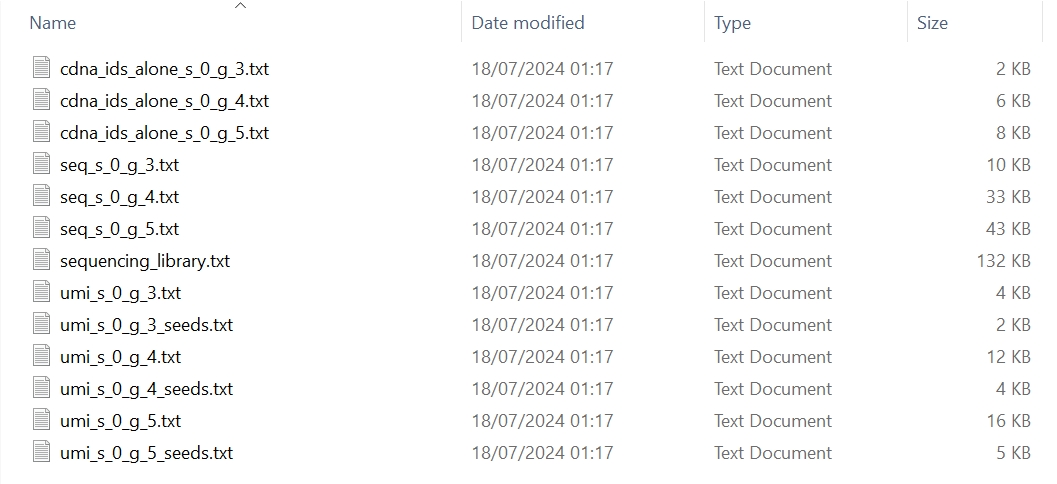 Name Date modified Type Size
cdna_ids_alone_s_0_g_3.txt 18/07/2024 01:17 Text Document 2 KB
cdna_ids_alone_s_0_g_4.txt 18/07/2024 01:17 Text Document 6 KB
cdna_ids_alone_s_0_g_5.txt 18/07/2024 01:17 Text Document 8 KB
seq_s_0_g_3.txt 18/07/2024 01:17 Text Document 10 KB
seq_s_0_g_4.txt 18/07/2024 01:17 Text Document 33 KB
seq_s_0_g_5.txt 18/07/2024 01:17 Text Document 43 KB
sequencing_library.txt 18/07/2024 01:17 Text Document 132 KB
umi_s_0_g_3.txt 18/07/2024 01:17 Text Document 4 KB
umi_s_0_g_3_seeds.txt 18/07/2024 01:17 Text Document 2 KB
umi_s_0_g_4.txt 18/07/2024 01:17 Text Document 12 KB
umi_s_0_g_4_seeds.txt 18/07/2024 01:17 Text Document 4 KB
umi_s_0_g_5.txt 18/07/2024 01:17 Text Document 16 KB
umi_s_0_g_5_seeds.txt 18/07/2024 01:17 Text Document 5 KB